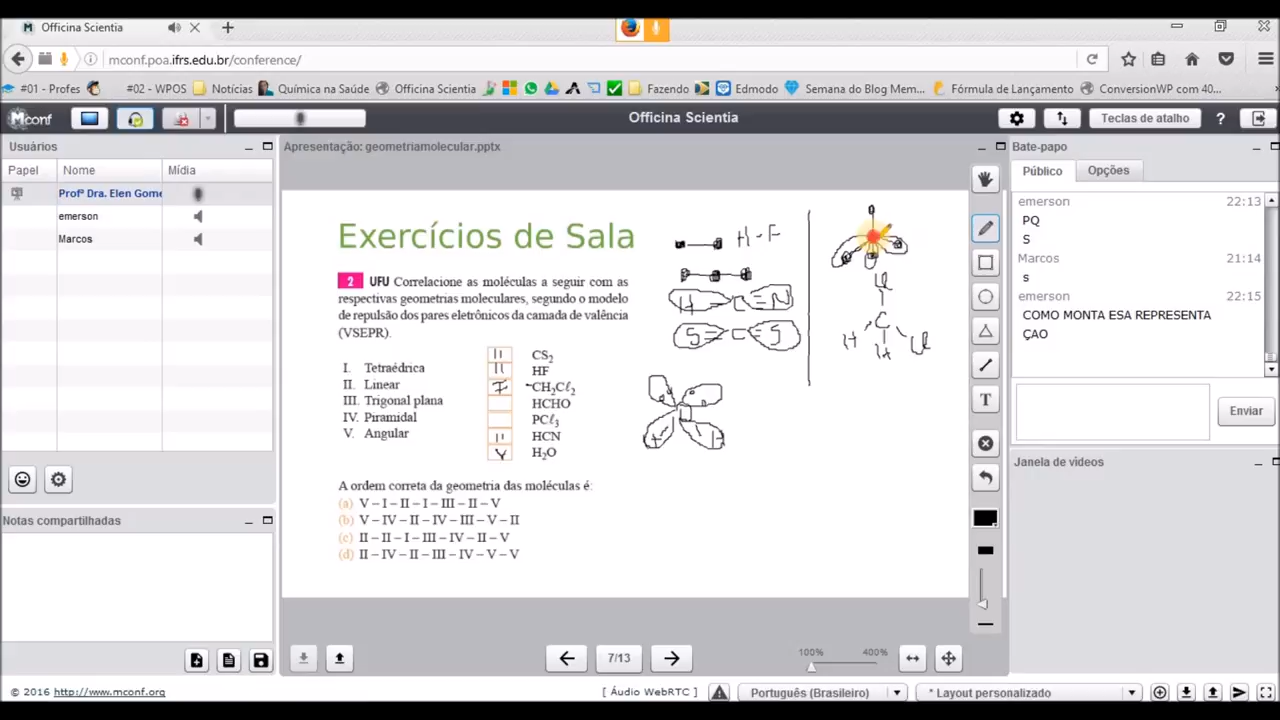 Officina Scientia
mconf.poa.ifrs.edu.br/conference/
#01 - Profes
#02 - WPOS
Notícias
Química na Saúde
Officina Scientia
Fazendo
Edmodo
Semana do Blog Mem...
Fórmula de Lançamento
ConversionWP com 40...
Mconf
Officina Scientia
Teclas de atalho
?
Usuários
Papel Nome Mídia
Profª Dra. Elen Gome
emerson
Marcos
Notas compartilhadas
Apresentação: geometriamolecular.pptx
Exercícios de Sala
2 UFU Correlacione as moléculas a seguir com as
respectivas geometrias moleculares, segundo o modelo
de repulsão dos pares eletrônicos da camada de valência
(VSEPR).
I. Tetraédrica
II. Linear
III. Trigonal plana
IV. Piramidal
V. Angular
II CS₂
II HF
I CH₂Cℓ₂
HCHO
PCℓ₃
II HCN
V H₂O
A ordem correta da geometria das moléculas é:
(a) V – I – II – I – III – II – V
(b) V – IV – II – IV – III – V – II
(c) II – II – I – III – IV – II – V
(d) II – IV – II – III – IV – V – V
H - F
H - C ≡ N
S = C = S
Cl
C
H H Cl
T
7/13
100% 400%
Bate-papo
Público Opções
emerson 22:13
PQ
S
Marcos 21:14
s
emerson 22:15
COMO MONTA ESA REPRESENTA
ÇAO
Enviar
Janela de vídeos
© 2016 http://www.mconf.org
[ Áudio WebRTC ]
Português (Brasileiro)
* Layout personalizado